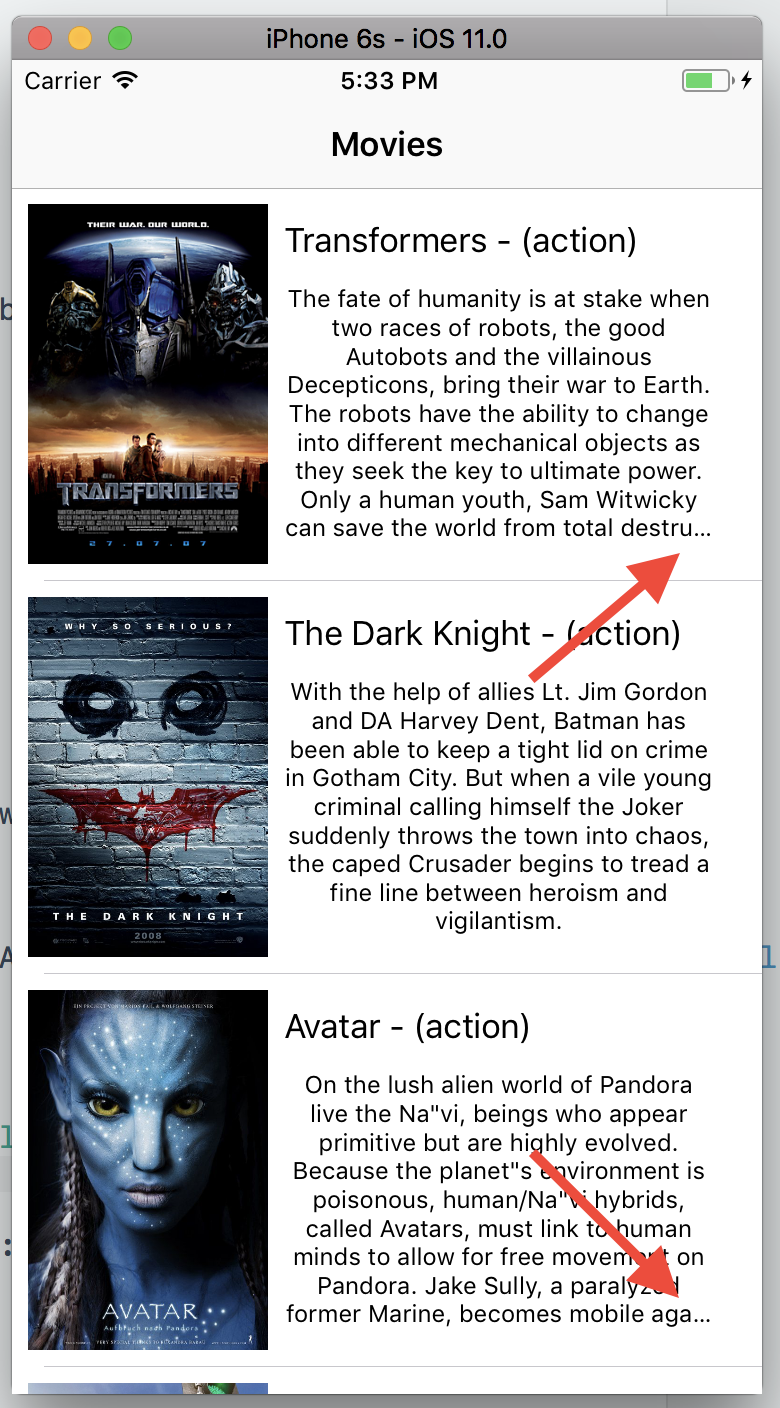 iPhone 6s - iOS 11.0
Carrier
5:33 PM
Movies
THEIR WAR. OUR WORLD.
TRANSFORMERS
27.07.07
Transformers - (action)
The fate of humanity is at stake when
two races of robots, the good
Autobots and the villainous
Decepticons, bring their war to Earth.
The robots have the ability to change
into different mechanical objects as
they seek the key to ultimate power.
Only a human youth, Sam Witwicky
can save the world from total destru...
WHY SO SERIOUS?
THE DARK KNIGHT
2008
The Dark Knight - (action)
With the help of allies Lt. Jim Gordon
and DA Harvey Dent, Batman has
been able to keep a tight lid on crime
in Gotham City. But when a vile young
criminal calling himself the Joker
suddenly throws the town into chaos,
the caped Crusader begins to tread a
fine line between heroism and
vigilantism.
AVATAR
Aufbruch nach Pandora
Avatar - (action)
On the lush alien world of Pandora
live the Na"vi, beings who appear
primitive but are highly evolved.
Because the planet"s environment is
poisonous, human/Na"vi hybrids,
called Avatars, must link to human
minds to allow for free movement on
Pandora. Jake Sully, a paralyzed
former Marine, becomes mobile aga...